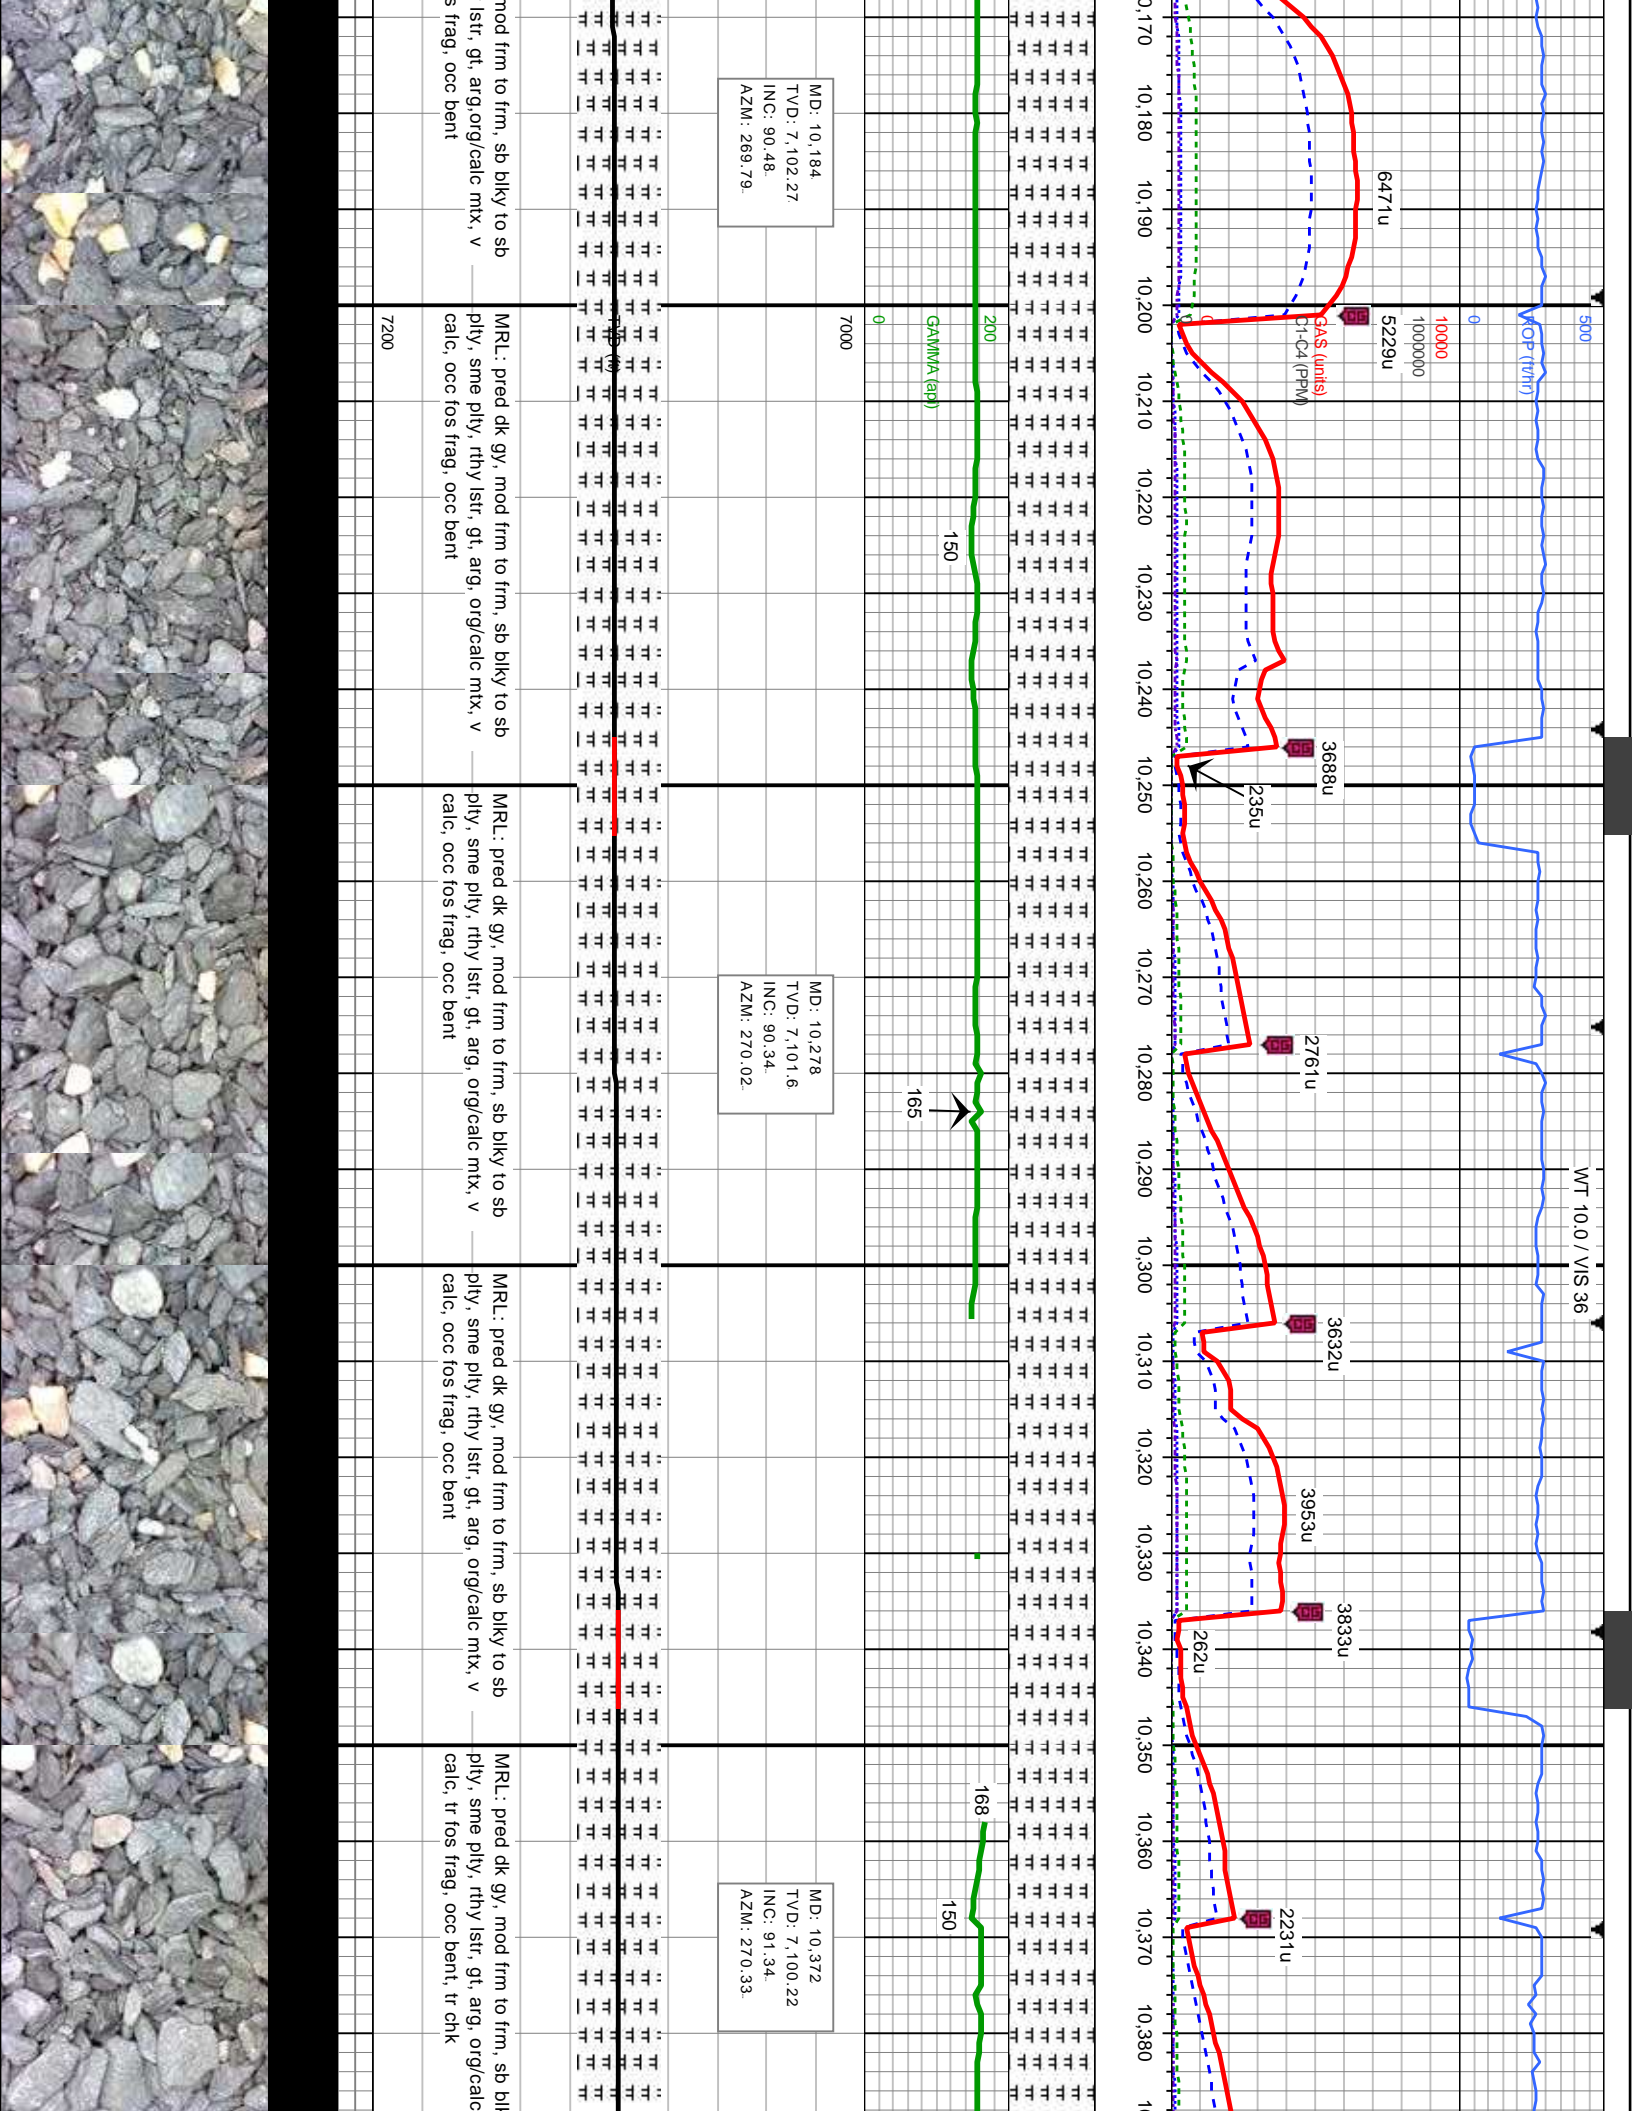 500
ROP (ft/hr)
0
WT 10.0 / VIS 36
10000
1000000
GAS (units)
C1-C4 (PPM)
0
6471u
5229u
3688u
235u
2761u
3632u
3953u
3833u
262u
2231u
0,170
10,180
10,190
10,200
10,210
10,220
10,230
10,240
10,250
10,260
10,270
10,280
10,290
10,300
10,310
10,320
10,330
10,340
10,350
10,360
10,370
10,380
200
GAMMA (api)
0
150
165
168
150
7000
TVD (ft)
7200
MD: 10,184
TVD: 7,102.27
INC: 90.48
AZM: 269.79
MD: 10,278
TVD: 7,101.6
INC: 90.34
AZM: 270.02
MD: 10,372
TVD: 7,100.22
INC: 91.34
AZM: 270.33
mod frm to frm, sb blky to sb
lstr, gt, arg,org/calc mtx, v
s frag, occ bent
MRL: pred dk gy, mod frm to frm, sb blky to sb
plty, sme plty, rthy lstr, gt, arg, org/calc mtx, v
calc, occ fos frag, occ bent
MRL: pred dk gy, mod frm to frm, sb blky to sb
plty, sme plty, rthy lstr, gt, arg, org/calc mtx, v
calc, occ fos frag, occ bent
MRL: pred dk gy, mod frm to frm, sb blky to sb
plty, sme plty, rthy lstr, gt, arg, org/calc mtx, v
calc, occ fos frag, occ bent
MRL: pred dk gy, mod frm to frm, sb bl
plty, sme plty, rthy lstr, gt, arg, org/calc
calc, tr fos frag, occ bent, tr chk